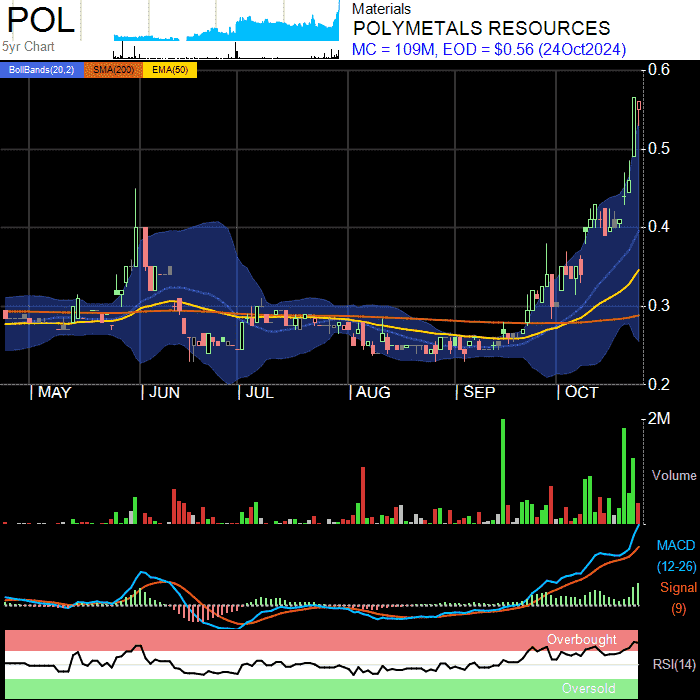 POL
5yr Chart
Materials
POLYMETALS RESOURCES
MC = 109M, EOD = $0.56 (24Oct2024)
BollBands(20,2) SMA(200) EMA(50)
0.6
0.5
0.4
0.3
0.2
MAY JUN JUL AUG SEP OCT
2M
Volume
MACD
(12-26)
Signal
(9)
Overbought
RSI(14)
Oversold